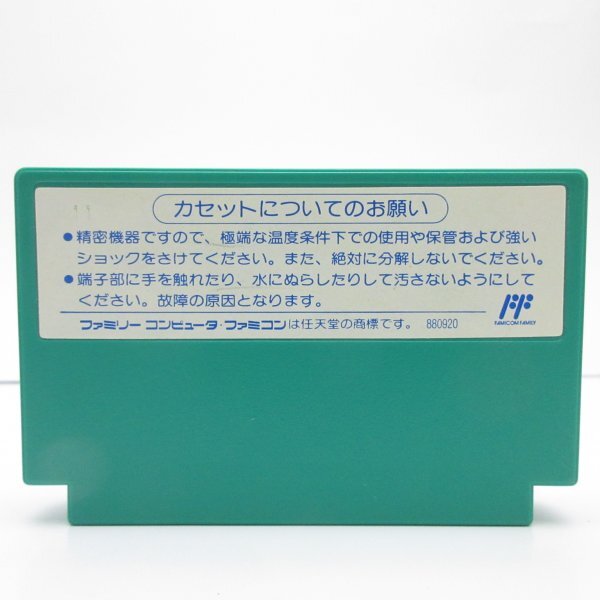 カセットについてのお願い
●精密機器ですので、極端な温度条件下での使用や保管および強い
ショックをさけてください。また、絶対に分解しないでください。
●端子部に手を触れたり、水にぬらしたりして汚さないようにして
ください。故障の原因となります。
ファミリー コンピュータ・ファミコンは任天堂の商標です。 880920
FAMICOM FAMILY